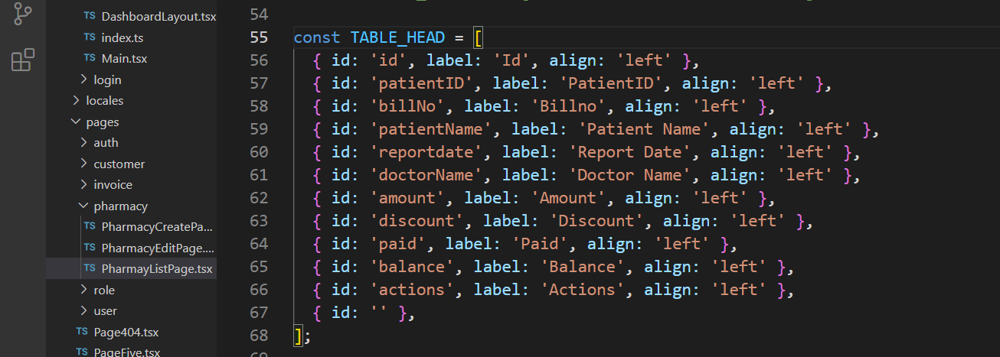 DashboardLayout.tsx
TS index.ts
TS Main.tsx
login
locales
pages
auth
customer
invoice
pharmacy
TS PharmacyCreatePa...
TS PharmacyEditPage....
TS PharmayListPage.tsx
role
user
TS Page404.tsx
TS PageFive.tsx
54
55 const TABLE_HEAD = [
56 { id: 'id', label: 'Id', align: 'left' },
57 { id: 'patientID', label: 'PatientID', align: 'left' },
58 { id: 'billNo', label: 'Billno', align: 'left' },
59 { id: 'patientName', label: 'Patient Name', align: 'left' },
60 { id: 'reportdate', label: 'Report Date', align: 'left' },
61 { id: 'doctorName', label: 'Doctor Name', align: 'left' },
62 { id: 'amount', label: 'Amount', align: 'left' },
63 { id: 'discount', label: 'Discount', align: 'left' },
64 { id: 'paid', label: 'Paid', align: 'left' },
65 { id: 'balance', label: 'Balance', align: 'left' },
66 { id: 'actions', label: 'Actions', align: 'left' },
67 { id: '' },
68 ];